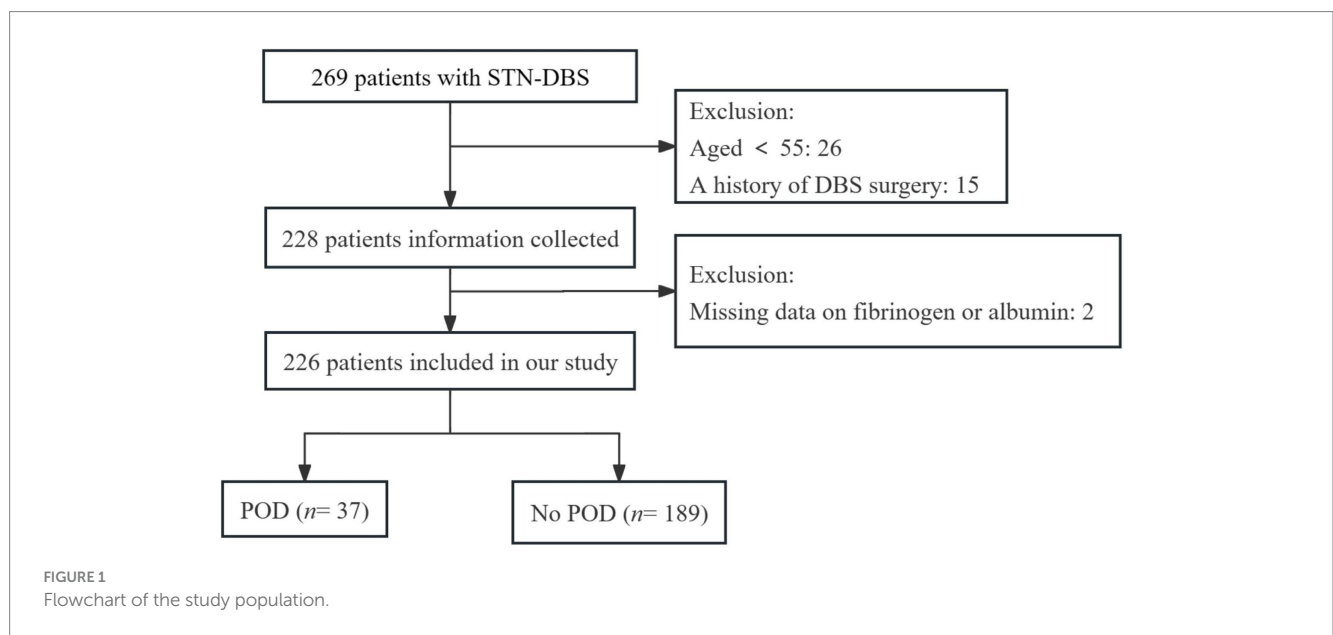 269 patients with STN-DBS
Exclusion:
Aged < 55: 26
A history of DBS surgery: 15
228 patients information collected
Exclusion:
Missing data on fibrinogen or albumin: 2
226 patients included in our study
POD (n= 37)
No POD (n= 189)
FIGURE 1
Flowchart of the study population.